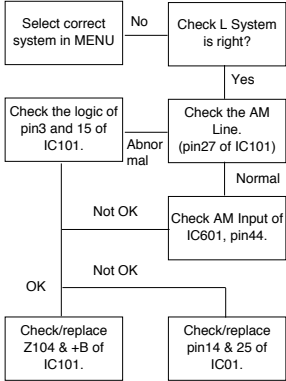 Select correct
system in MENU
No
Check L System
is right?
Yes
Check the logic of
pin3 and 15 of
IC101.
Abnor
mal
Check the AM
Line.
(pin27 of IC101)
Normal
Not OK
Check AM Input of
IC601, pin44.
Not OK
OK
Check/replace
Z104 & +B of
IC101.
Check/replace
pin14 & 25 of
IC01.